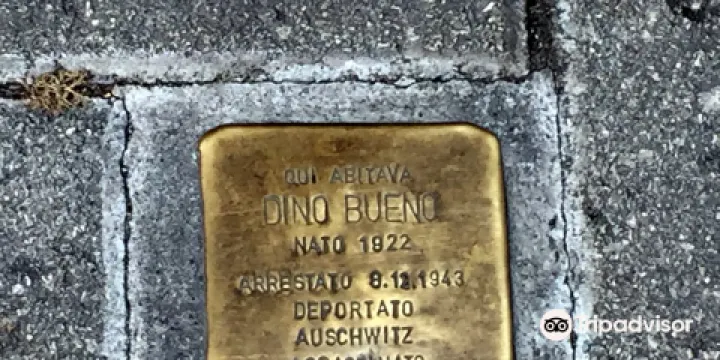 QUI ABITAVA
DINO BUENO
NATO 1922
ARRESTATO 8.12.1943
DEPORTATO
AUSCHWITZ
Tripadvisor